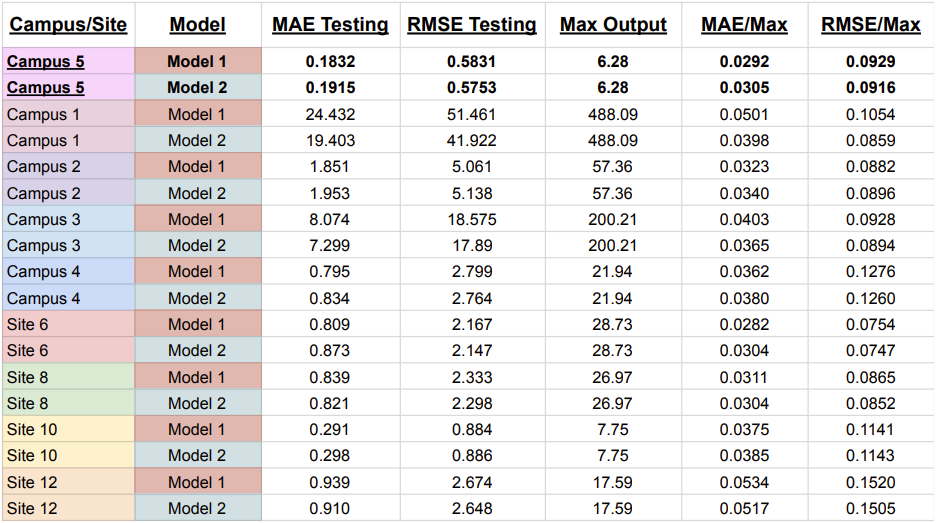 Campus/Site Model MAE Testing RMSE Testing Max Output MAE/Max RMSE/Max
Campus 5 Model 1 0.1832 0.5831 6.28 0.0292 0.0929
Campus 5 Model 2 0.1915 0.5753 6.28 0.0305 0.0916
Campus 1 Model 1 24.432 51.461 488.09 0.0501 0.1054
Campus 1 Model 2 19.403 41.922 488.09 0.0398 0.0859
Campus 2 Model 1 1.851 5.061 57.36 0.0323 0.0882
Campus 2 Model 2 1.953 5.138 57.36 0.0340 0.0896
Campus 3 Model 1 8.074 18.575 200.21 0.0403 0.0928
Campus 3 Model 2 7.299 17.89 200.21 0.0365 0.0894
Campus 4 Model 1 0.795 2.799 21.94 0.0362 0.1276
Campus 4 Model 2 0.834 2.764 21.94 0.0380 0.1260
Site 6 Model 1 0.809 2.167 28.73 0.0282 0.0754
Site 6 Model 2 0.873 2.147 28.73 0.0304 0.0747
Site 8 Model 1 0.839 2.333 26.97 0.0311 0.0865
Site 8 Model 2 0.821 2.298 26.97 0.0304 0.0852
Site 10 Model 1 0.291 0.884 7.75 0.0375 0.1141
Site 10 Model 2 0.298 0.886 7.75 0.0385 0.1143
Site 12 Model 1 0.939 2.674 17.59 0.0534 0.1520
Site 12 Model 2 0.910 2.648 17.59 0.0517 0.1505